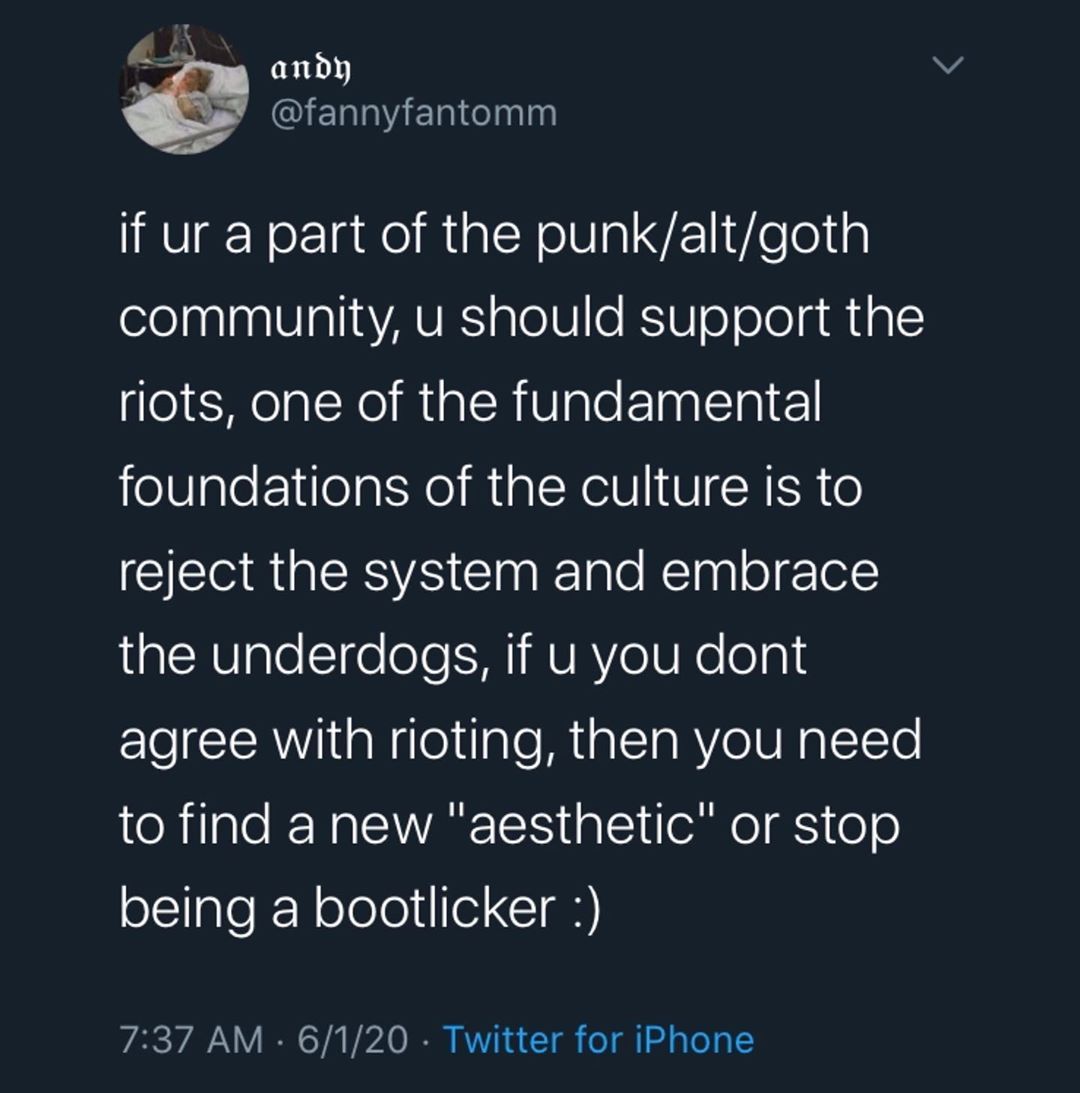 andy
@fannyfantomm
if ur a part of the punk/alt/goth
community, u should support the
riots, one of the fundamental
foundations of the culture is to
reject the system and embrace
the underdogs, if u you dont
agree with rioting, then you need
to find a new "aesthetic" or stop
being a bootlicker :)
7:37 AM · 6/1/20 · Twitter for iPhone